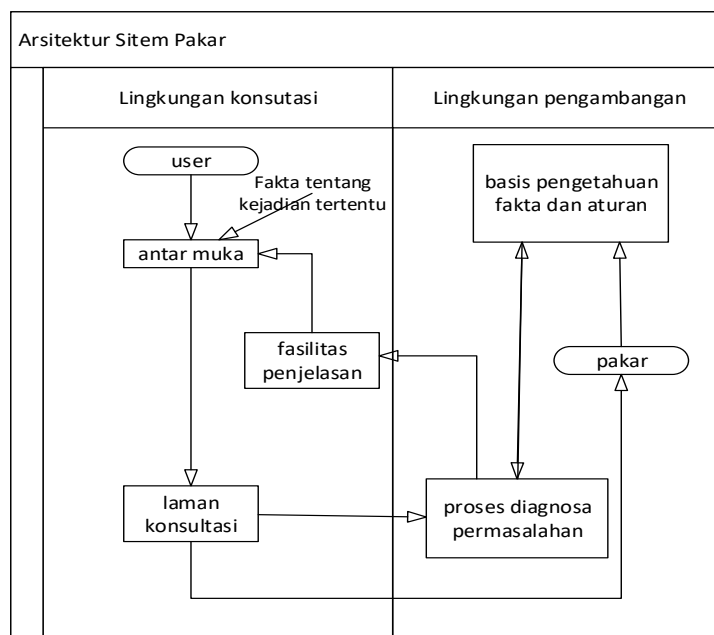 Arsitektur Sitem Pakar
Lingkungan konsutasi
Lingkungan pengambangan
user
Fakta tentang
kejadian tertentu
basis pengetahuan
fakta dan aturan
antar muka
fasilitas
penjelasan
pakar
laman
konsultasi
proses diagnosa
permasalahan